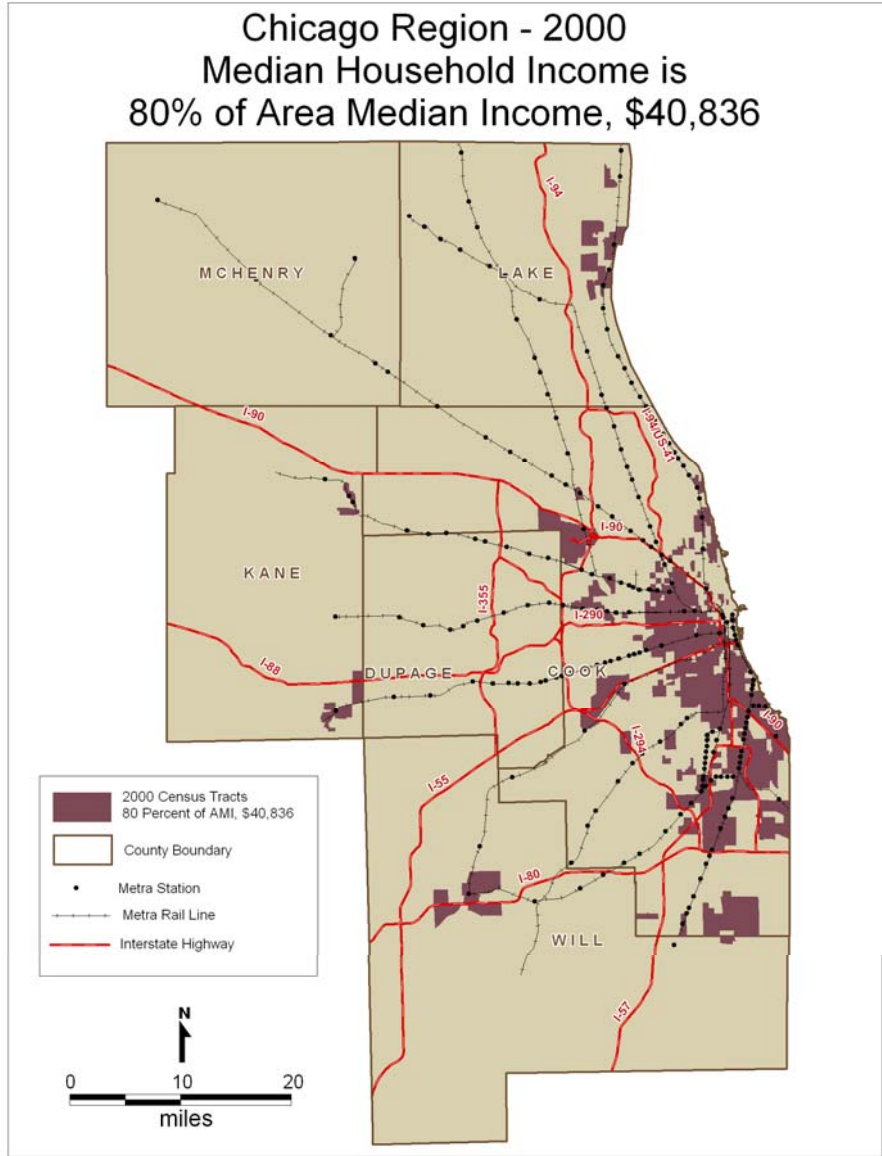 Chicago Region - 2000
Median Household Income is
80% of Area Median Income, $40,836
I-94
MCHENRY
LAKE
I-90
I-94/US-41
I-90
KANE
I-355
I-290
I-88
DUPAGE
COOK
I-90
I-294
I-55
2000 Census Tracts
80 Percent of AMI, $40,836
County Boundary
Metra Station
Metra Rail Line
Interstate Highway
I-80
WILL
I-57
N
0 10 20
miles